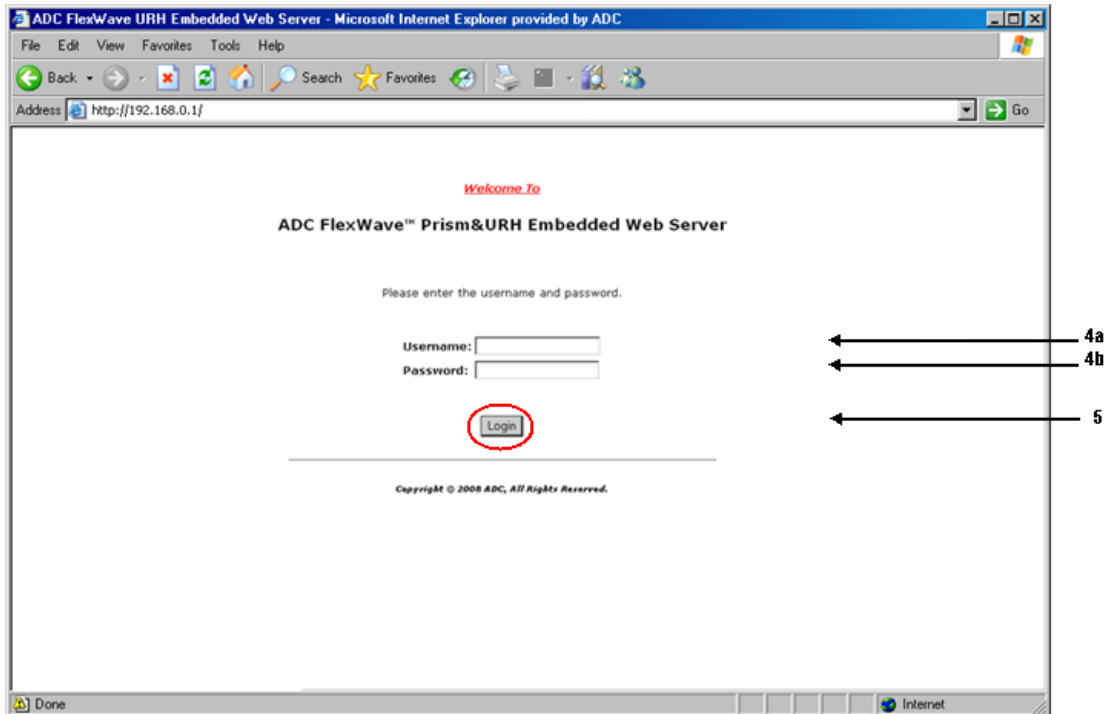 ADC FlexWave URH Embedded Web Server - Microsoft Internet Explorer provided by ADC
File Edit View Favorites Tools Help
Back Search Favorites
Address http://192.168.0.1/ Go
Welcome To
ADC FlexWave™ Prism&URH Embedded Web Server
Please enter the username and password.
Username: 4a
Password: 4b
Login 5
Copyright © 2008 ADC, All Rights Reserved.
Done Internet